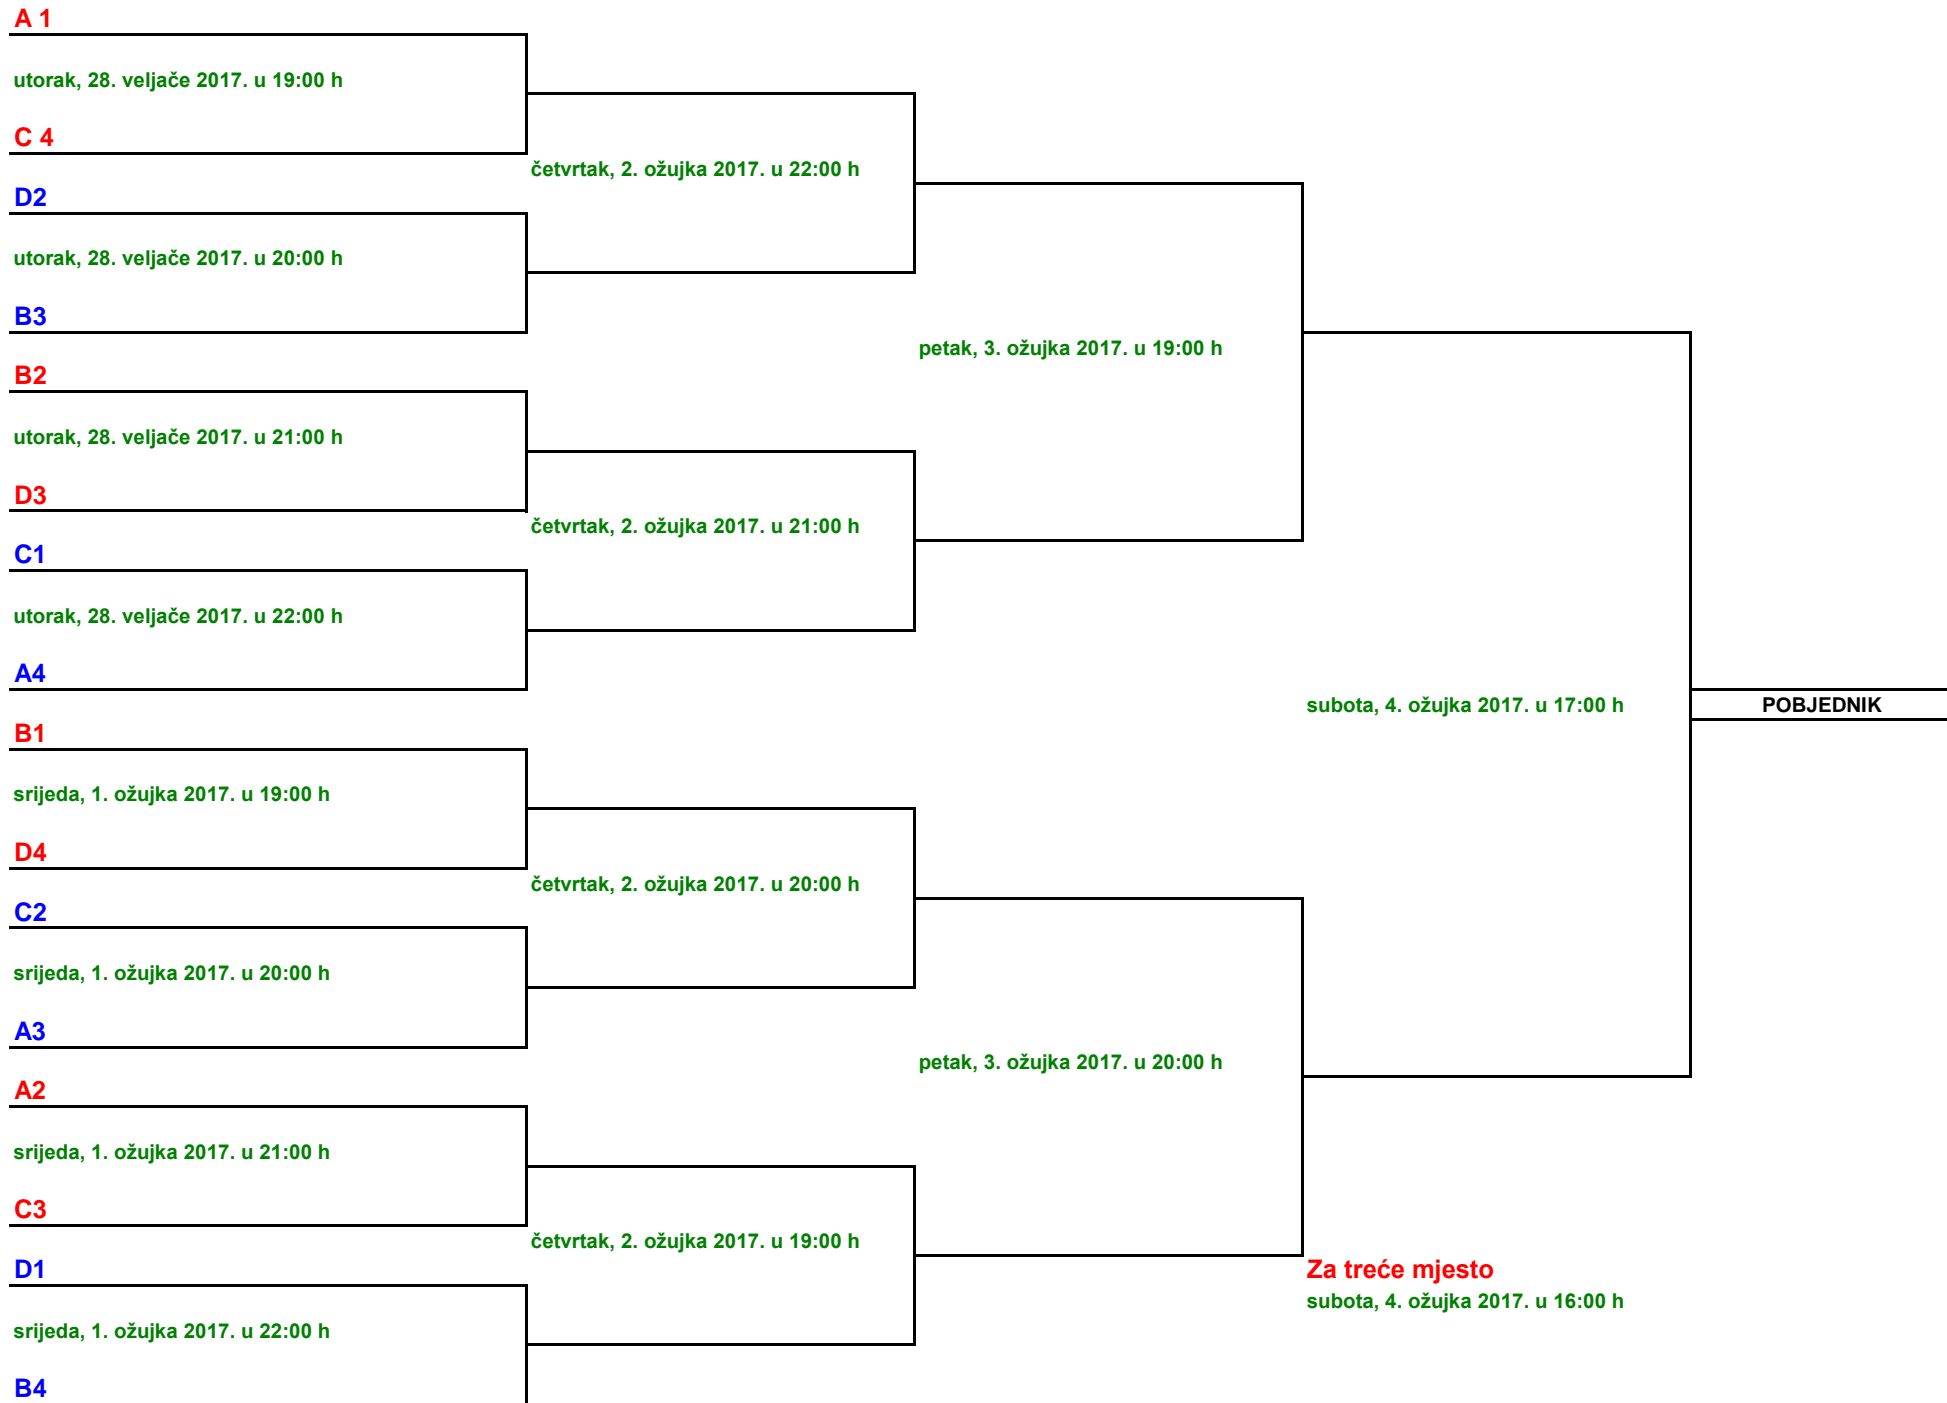 A 1
utorak, 28. veljače 2017. u 19:00 h
C 4
četvrtak, 2. ožujka 2017. u 22:00 h
D2
utorak, 28. veljače 2017. u 20:00 h
B3
petak, 3. ožujka 2017. u 19:00 h
B2
utorak, 28. veljače 2017. u 21:00 h
D3
četvrtak, 2. ožujka 2017. u 21:00 h
C1
utorak, 28. veljače 2017. u 22:00 h
A4
subota, 4. ožujka 2017. u 17:00 h
POBJEDNIK
B1
srijeda, 1. ožujka 2017. u 19:00 h
D4
četvrtak, 2. ožujka 2017. u 20:00 h
C2
srijeda, 1. ožujka 2017. u 20:00 h
A3
petak, 3. ožujka 2017. u 20:00 h
A2
srijeda, 1. ožujka 2017. u 21:00 h
C3
četvrtak, 2. ožujka 2017. u 19:00 h
D1
Za treće mjesto
subota, 4. ožujka 2017. u 16:00 h
srijeda, 1. ožujka 2017. u 22:00 h
B4